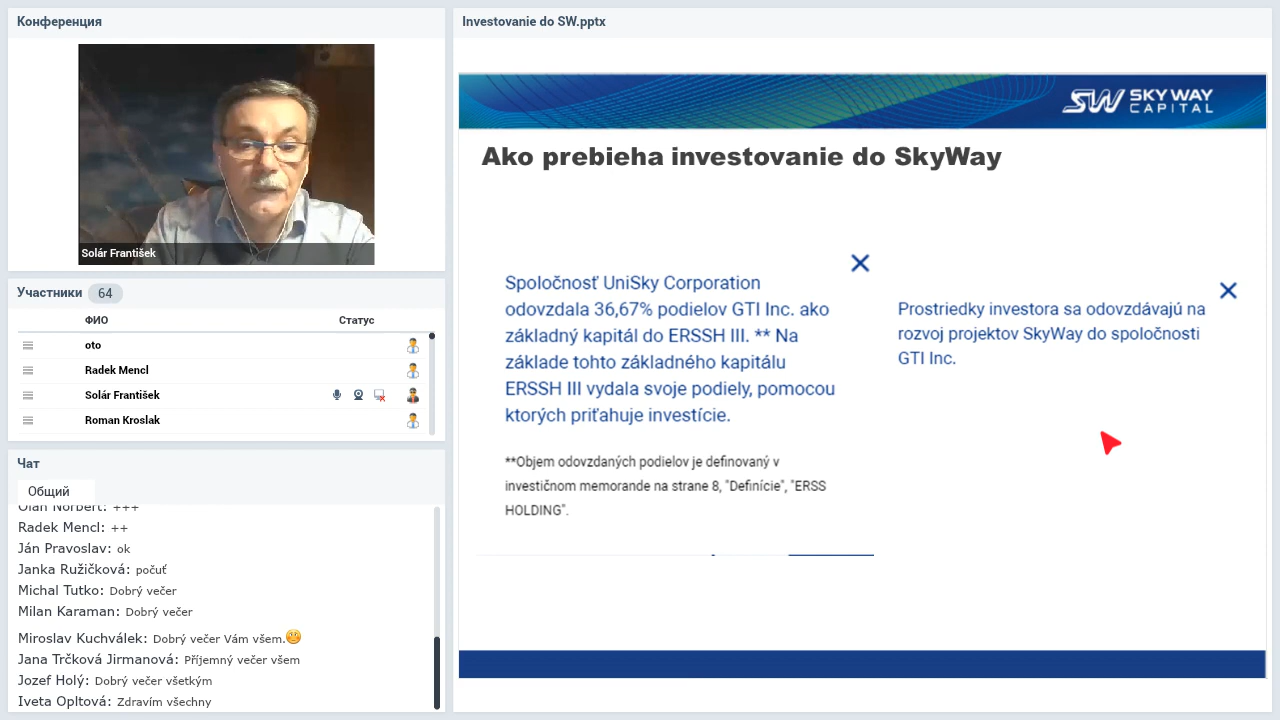 Конференция
Solár František
Участники 64
ФИО Статус
oto
Radek Mencl
Solár František
Roman Kroslak
Чат
Общий
Olah Norbert: +++
Radek Mencl: ++
Ján Pravoslav: ok
Janka Ružičková: počuť
Michal Tutko: Dobrý večer
Milan Karaman: Dobrý večer
Miroslav Kuchválek: Dobrý večer Vám všem.
Jana Trčková Jirmanová: Příjemný večer všem
Jozef Holý: Dobrý večer všetkým
Iveta Opltová: Zdravím všechny
Investovanie do SW.pptx
SW SKY WAY
CAPITAL
Ako prebieha investovanie do SkyWay
Spoločnosť UniSky Corporation
odovzdala 36,67% podielov GTI Inc. ako
základný kapitál do ERSSH III. ** Na
základe tohto základného kapitálu
ERSSH III vydala svoje podiely, pomocou
ktorých priťahuje investície.
**Objem odovzdaných podielov je definovaný v
investičnom memorande na strane 8, "Definície", "ERSS
HOLDING".
Prostriedky investora sa odovzdávajú na
rozvoj projektov SkyWay do spoločnosti
GTI Inc.